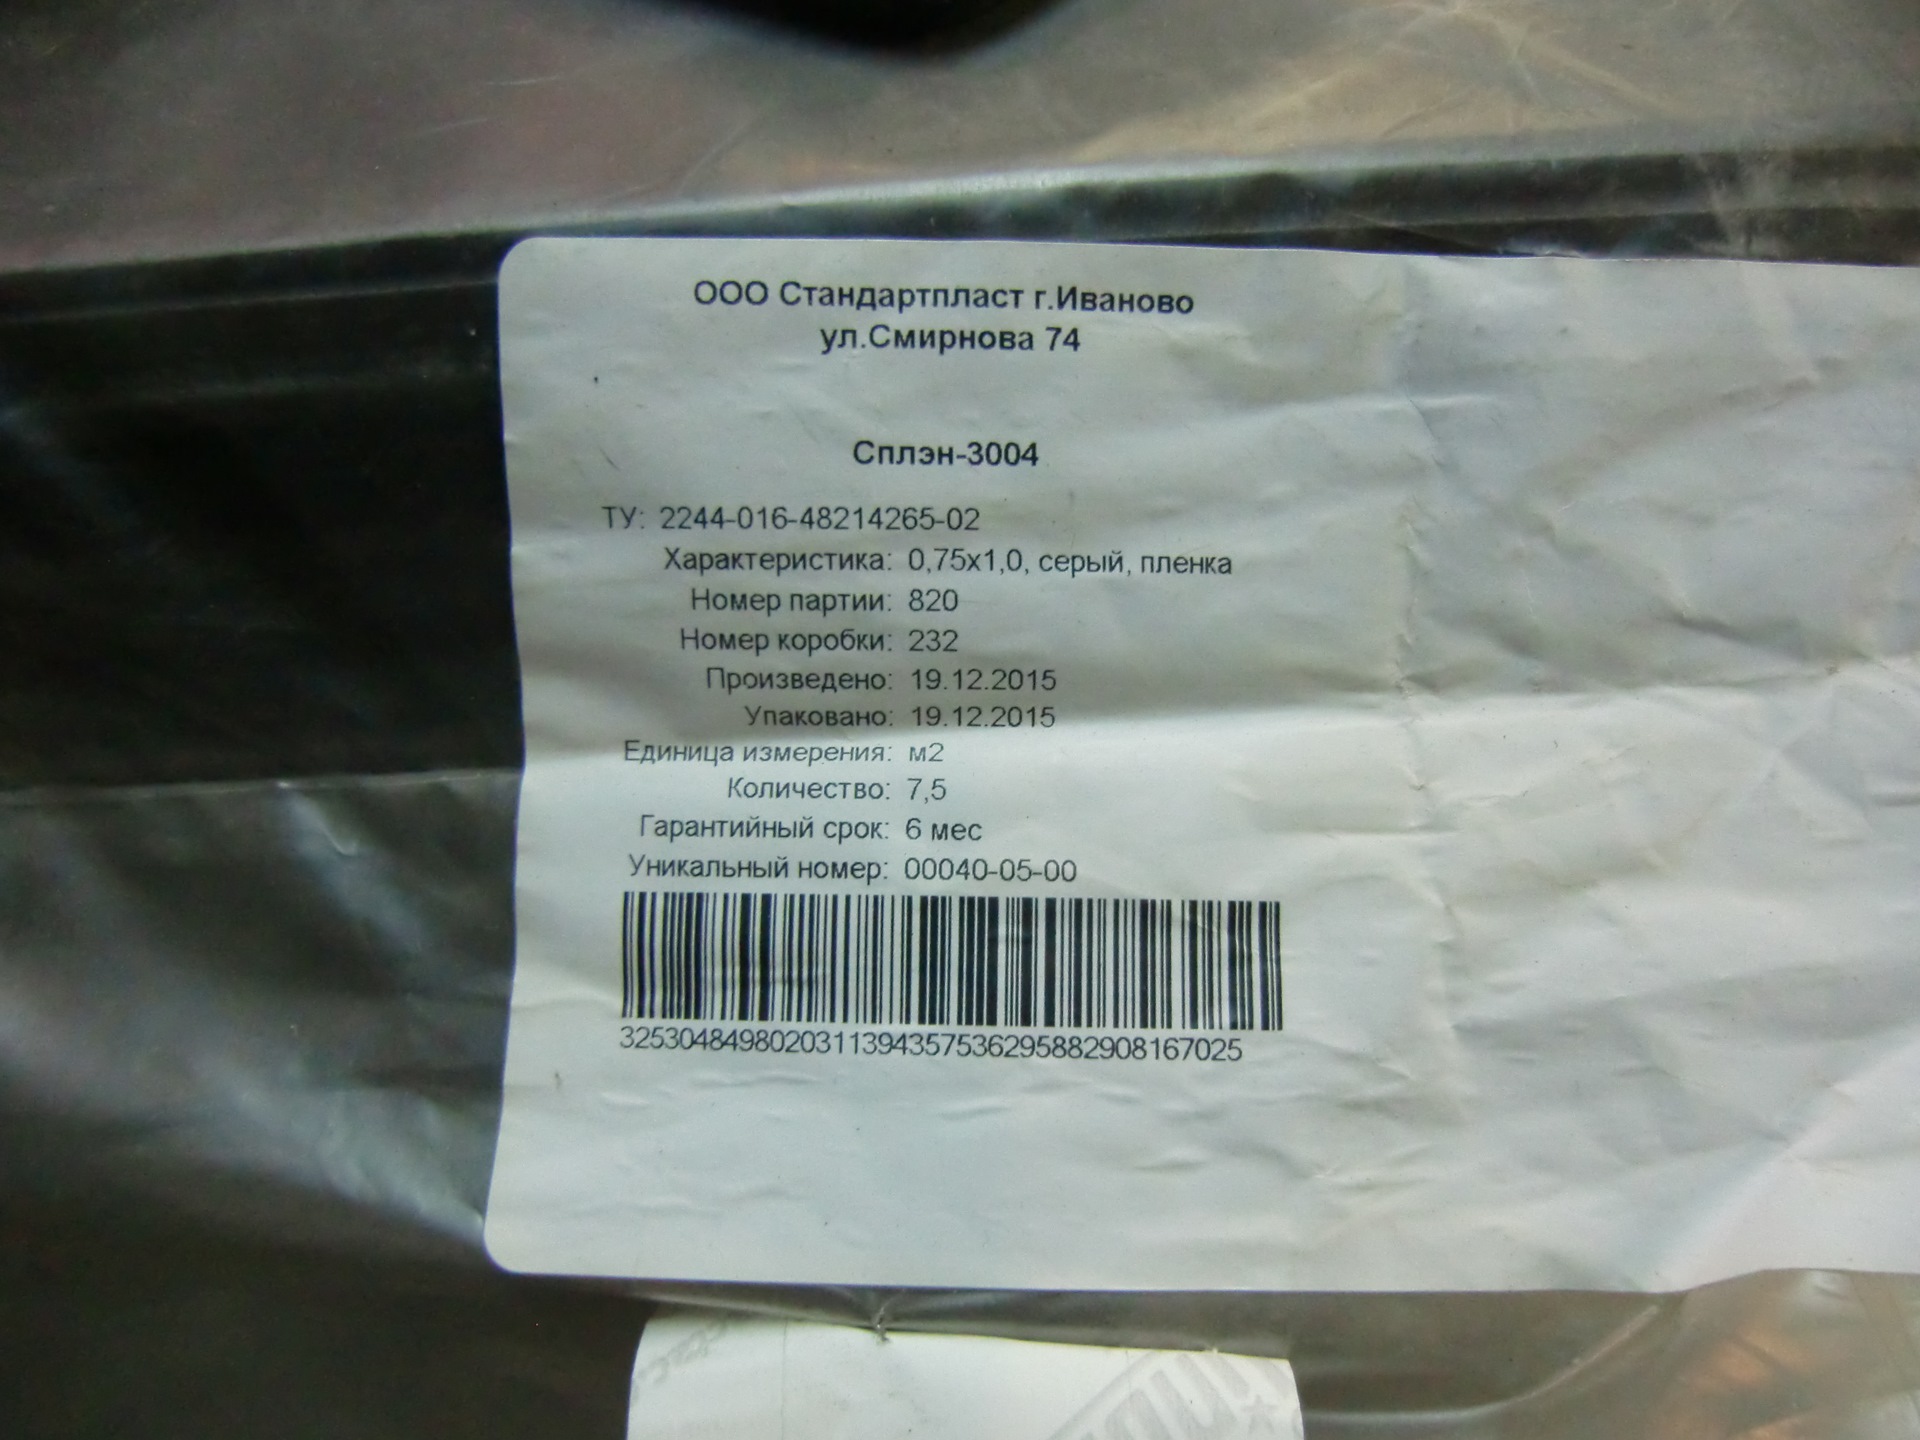 ООО Стандартпласт г.Иваново
ул.Смирнова 74
Сплэн-3004
ТУ: 2244-016-48214265-02
Характеристика: 0,75х1,0, серый, пленка
Номер партии: 820
Номер коробки: 232
Произведено: 19.12.2015
Упаковано: 19.12.2015
Единица измерения: м2
Количество: 7,5
Гарантийный срок: 6 мес
Уникальный номер: 00040-05-00
325304849802031139435753629588290816​7025